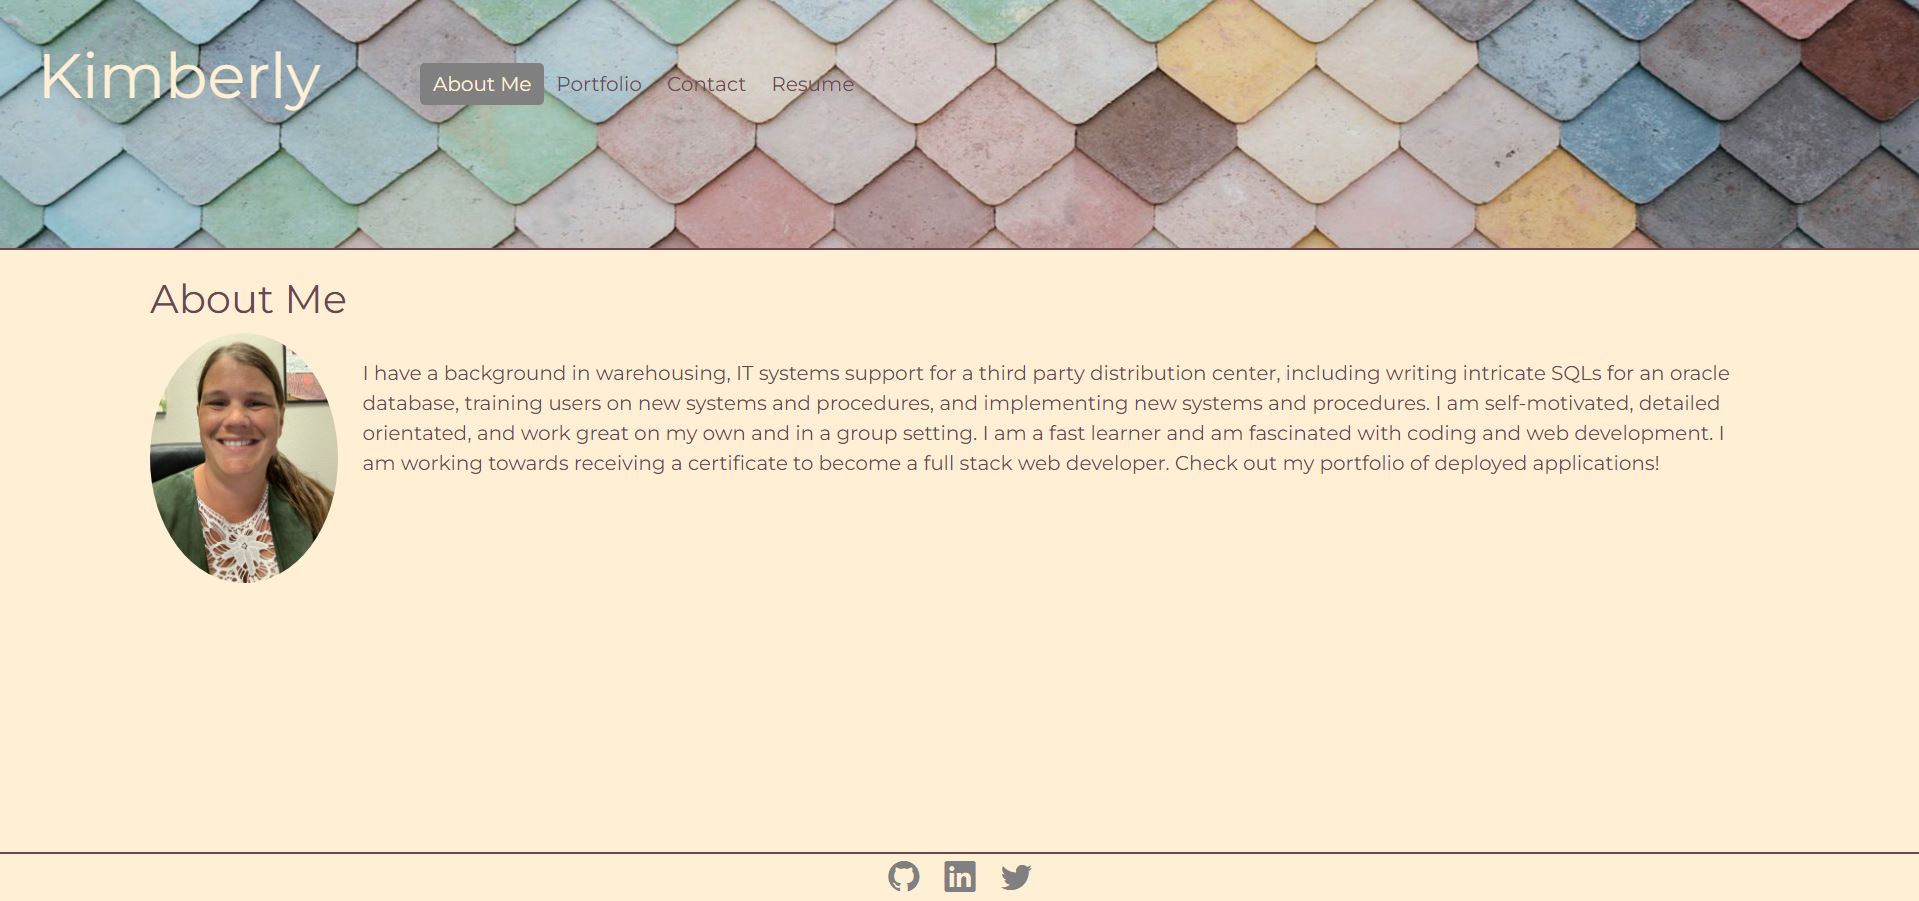 Kimberly
About Me Portfolio Contact Resume
About Me
I have a background in warehousing, IT systems support for a third party distribution center, including writing intricate SQLs for an oracle
database, training users on new systems and procedures, and implementing new systems and procedures. I am self-motivated, detailed
orientated, and work great on my own and in a group setting. I am a fast learner and am fascinated with coding and web development. I
am working towards receiving a certificate to become a full stack web developer. Check out my portfolio of deployed applications!
in